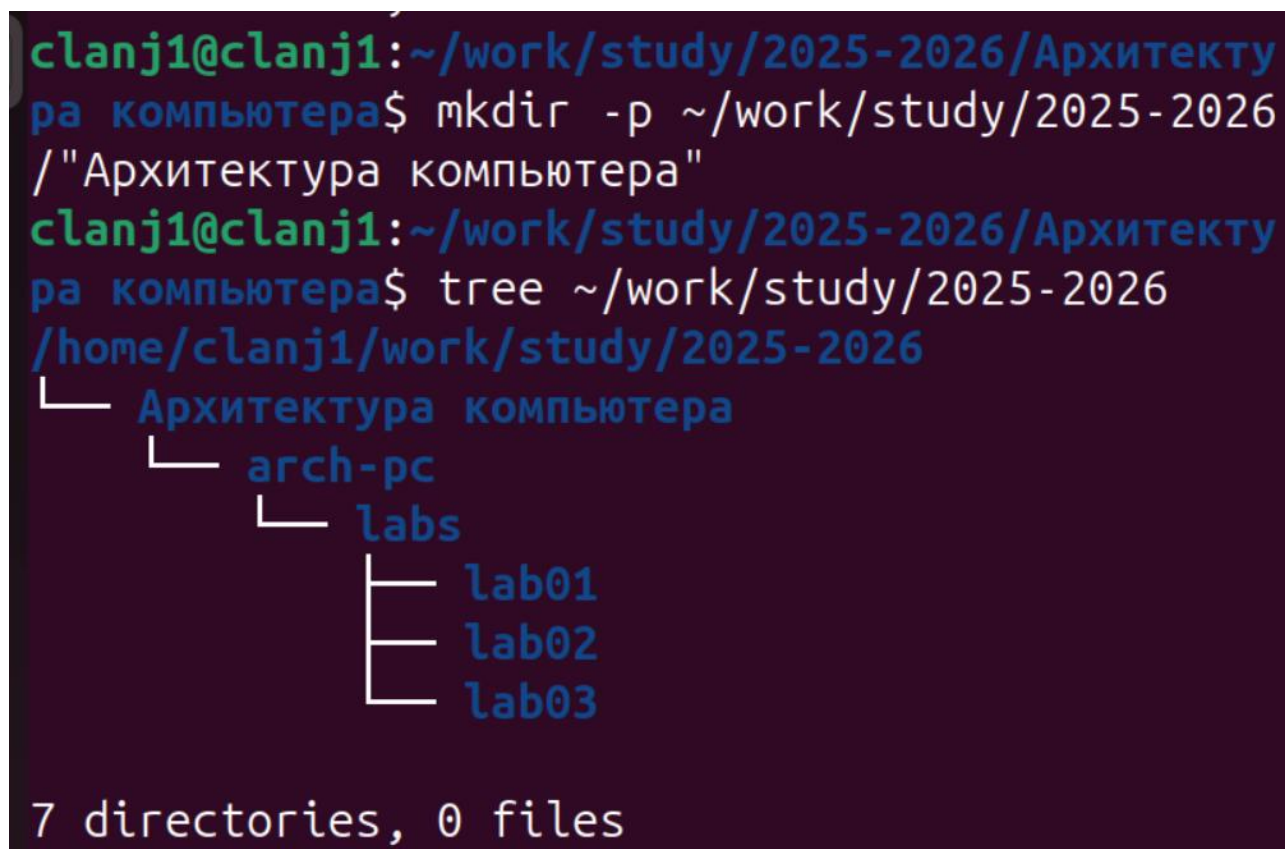 clanj1@clanj1:~/work/study/2025-2026/Архитекту
ра компьютера$ mkdir -p ~/work/study/2025-2026
/"Архитектура компьютера"
clanj1@clanj1:~/work/study/2025-2026/Архитекту
ра компьютера$ tree ~/work/study/2025-2026
/home/clanj1/work/study/2025-2026
└── Архитектура компьютера
    └── arch-pc
        └── labs
            ├── lab01
            ├── lab02
            └── lab03
7 directories, 0 files